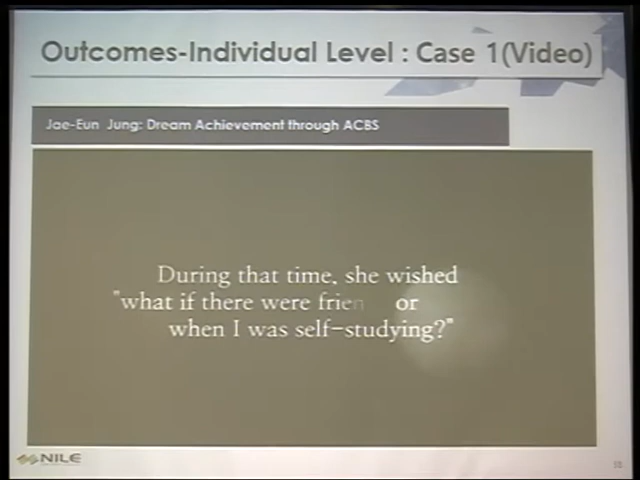 Outcomes-Individual Level : Case 1(Video)
Jae-Eun Jung: Dream Achievement through ACBS
During that time, she wished
"what if there were frien or
when I was self-studying?"
NILE